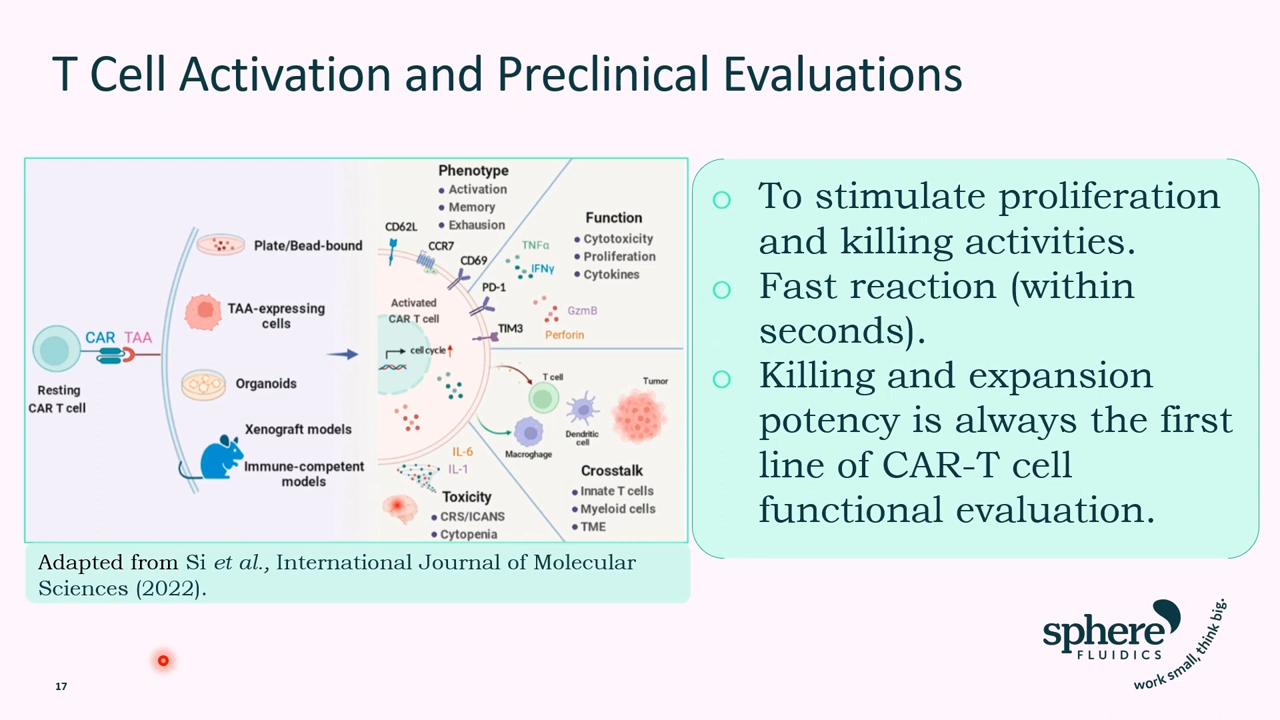 T Cell Activation and Preclinical Evaluations
Phenotype
• Activation
• Memory
• Exhausion
CD62L
CCR7
CD69
PD-1
TIM3
Function
• Cytotoxicity
• Proliferation
• Cytokines
TNFα
IFNγ
GzmB
Perforin
Plate/Bead-bound
TAA-expressing
cells
Organoids
Xenograft models
Immune-competent
models
CAR TAA
Resting
CAR T cell
Activated
CAR T cell
cell cycle
T cell
Tumor
Dendritic
cell
Macrophage
IL-6
IL-1
Toxicity
• CRS/ICANS
• Cytopenia
Crosstalk
• Innate T cells
• Myeloid cells
• TME
Adapted from Si et al., International Journal of Molecular
Sciences (2022).
o To stimulate proliferation
and killing activities.
o Fast reaction (within
seconds).
o Killing and expansion
potency is always the first
line of CAR-T cell
functional evaluation.
sphere
FLUIDICS
work small, think big.
17